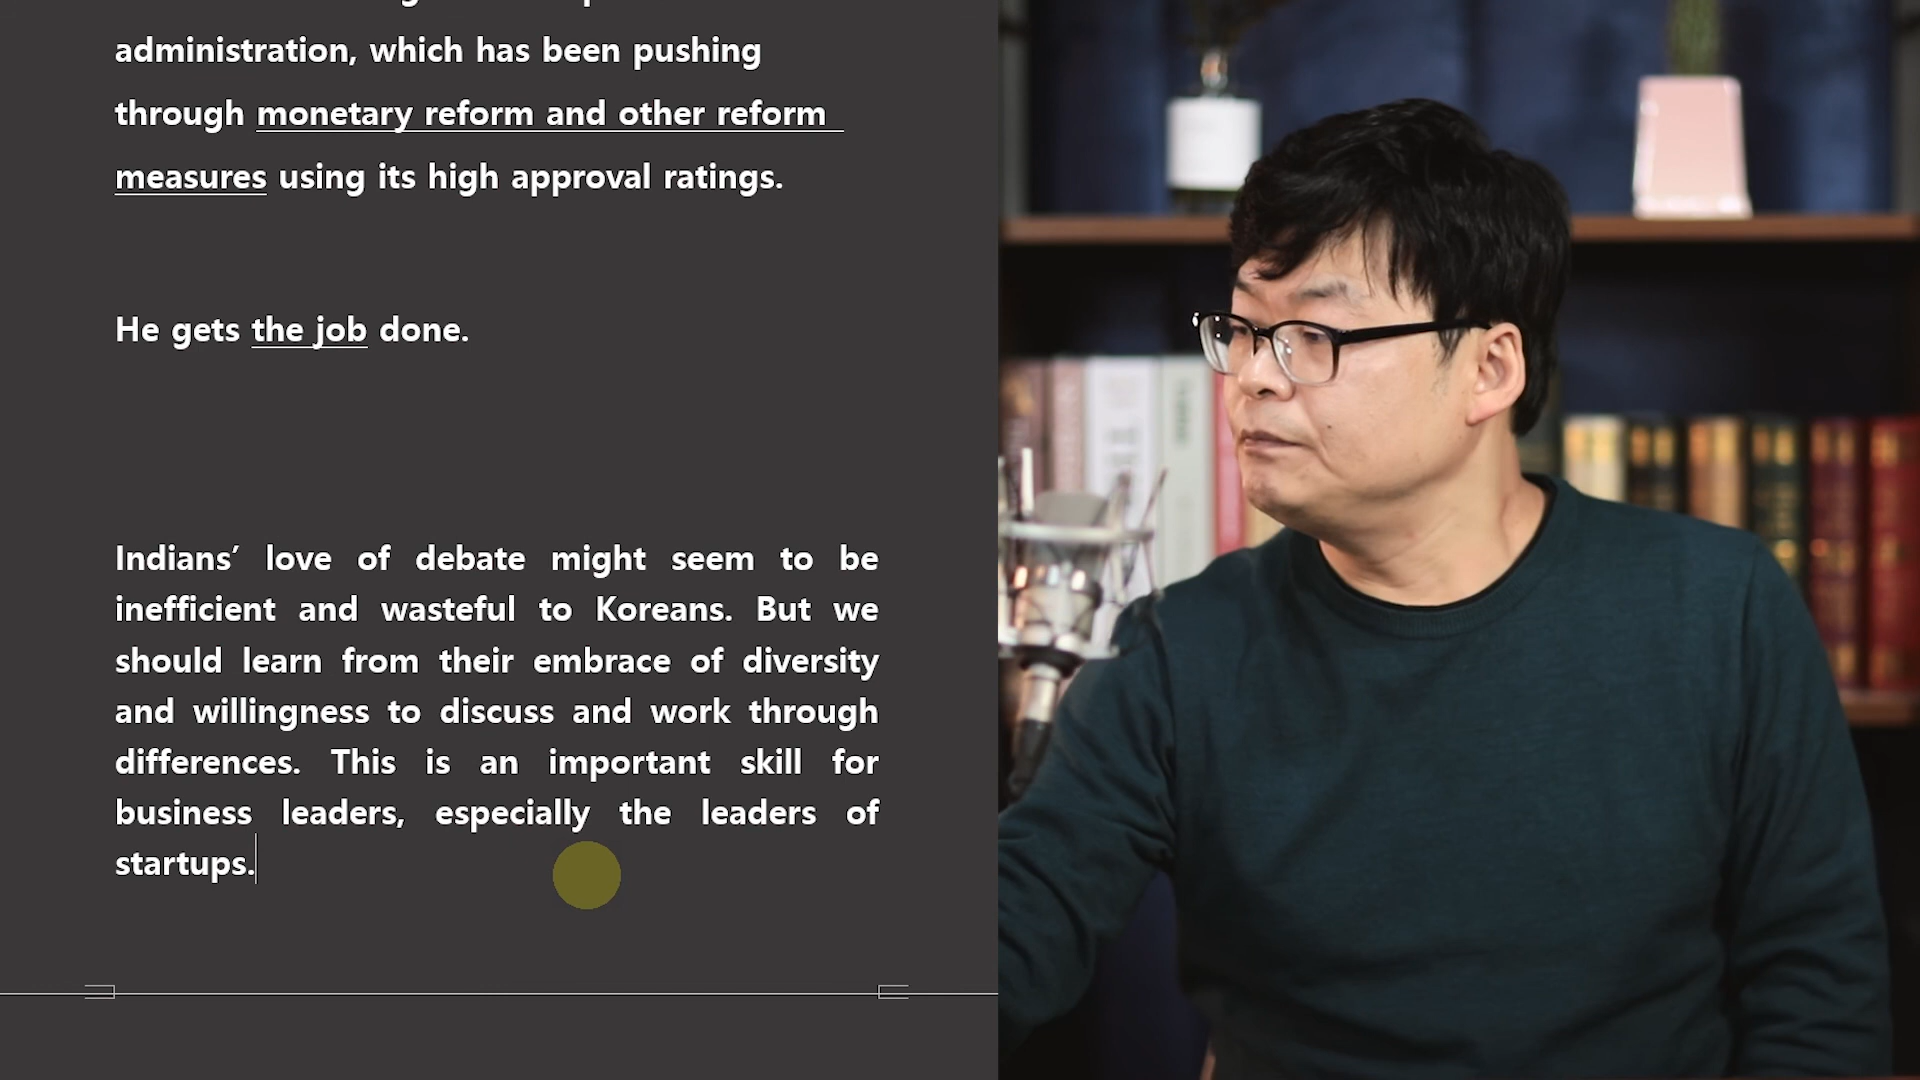 administration, which has been pushing
through monetary reform and other reform
measures using its high approval ratings.
He gets the job done.
Indians’ love of debate might seem to be
inefficient and wasteful to Koreans. But we
should learn from their embrace of diversity
and willingness to discuss and work through
differences. This is an important skill for
business leaders, especially the leaders of
startups.